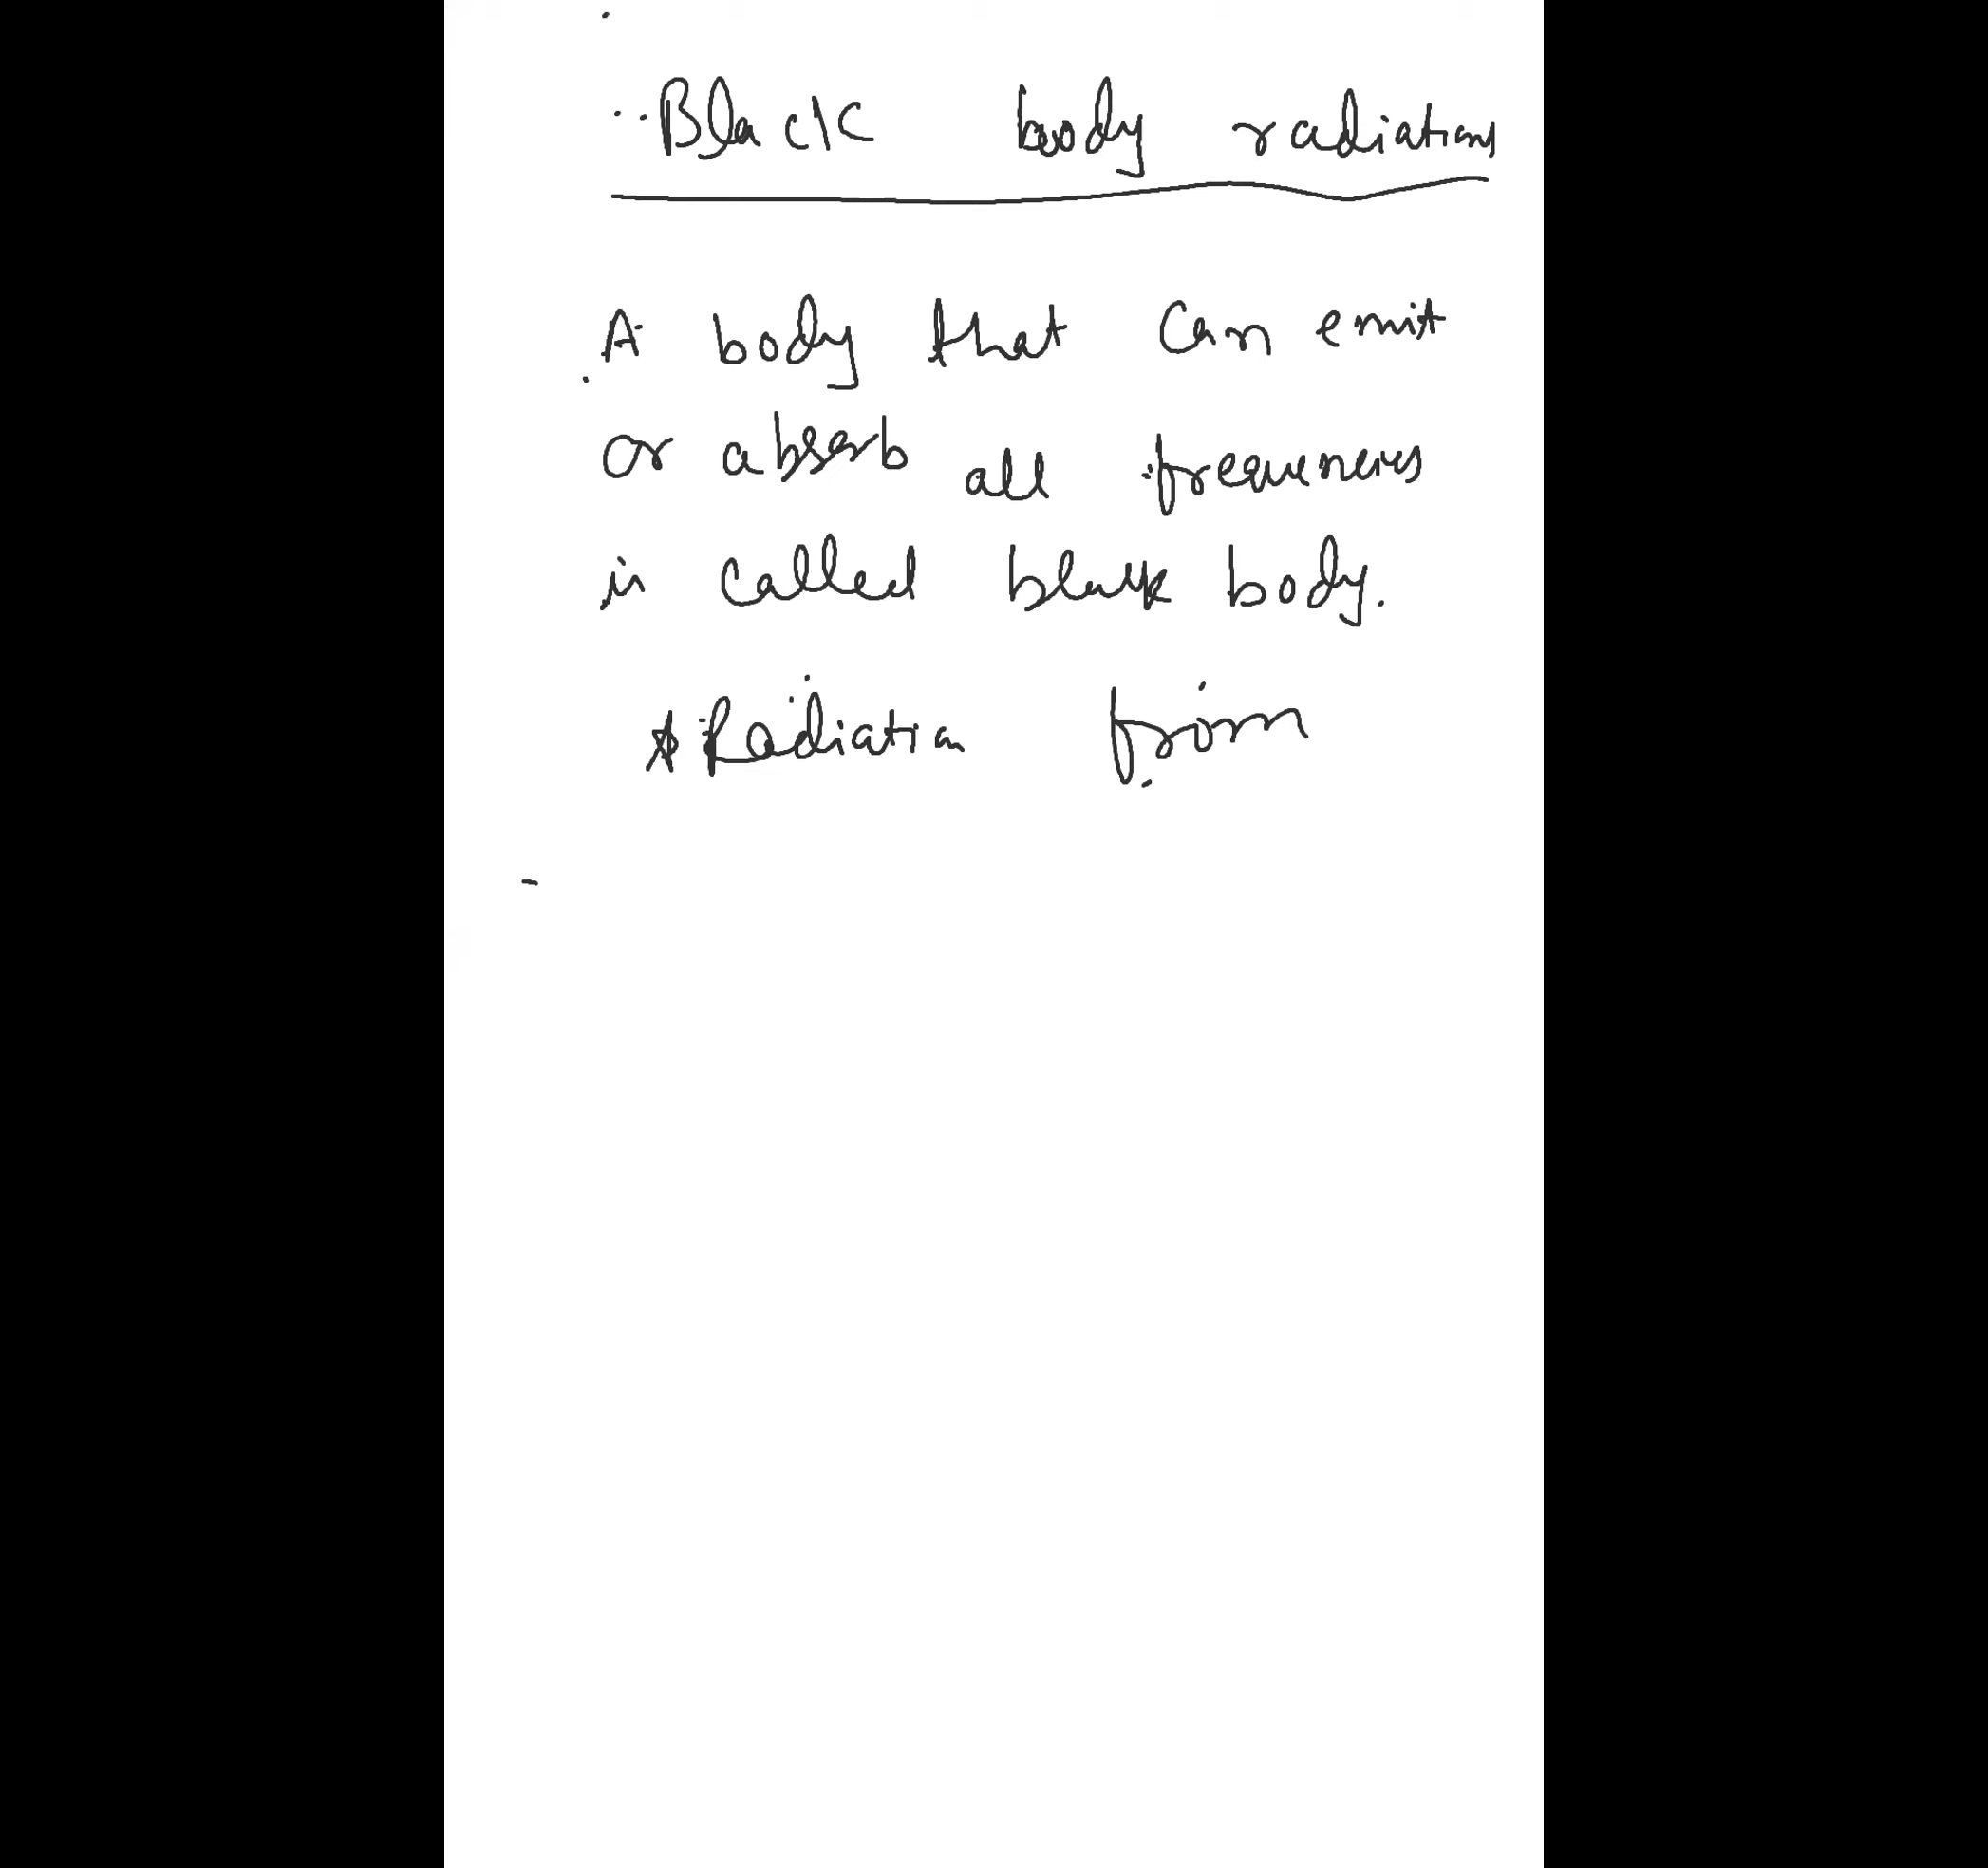 Black body radiations
A body that can emit
or absorb all frequencies
is called black body.
* Radiation from